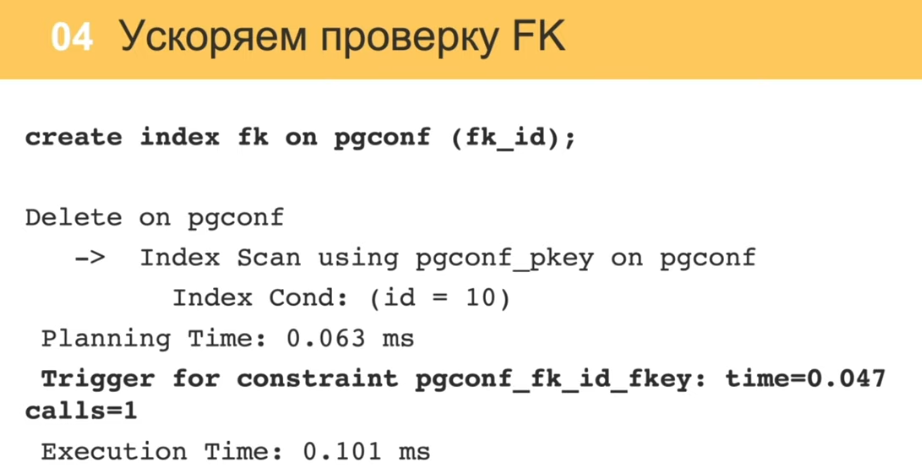 04 Ускоряем проверку FK
create index fk on pgconf (fk_id);
Delete on pgconf
-> Index Scan using pgconf_pkey on pgconf
Index Cond: (id = 10)
Planning Time: 0.063 ms
Trigger for constraint pgconf_fk_id_fkey: time=0.047
calls=1
Execution Time: 0.101 ms